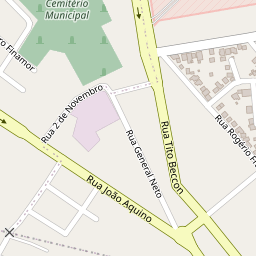 Cemitério
Municipal
ro Finamor
Rua 2 de Novembro
Rua Tito Beccon
Rua General Neto
Rua Rogério F
Rua João Aquino